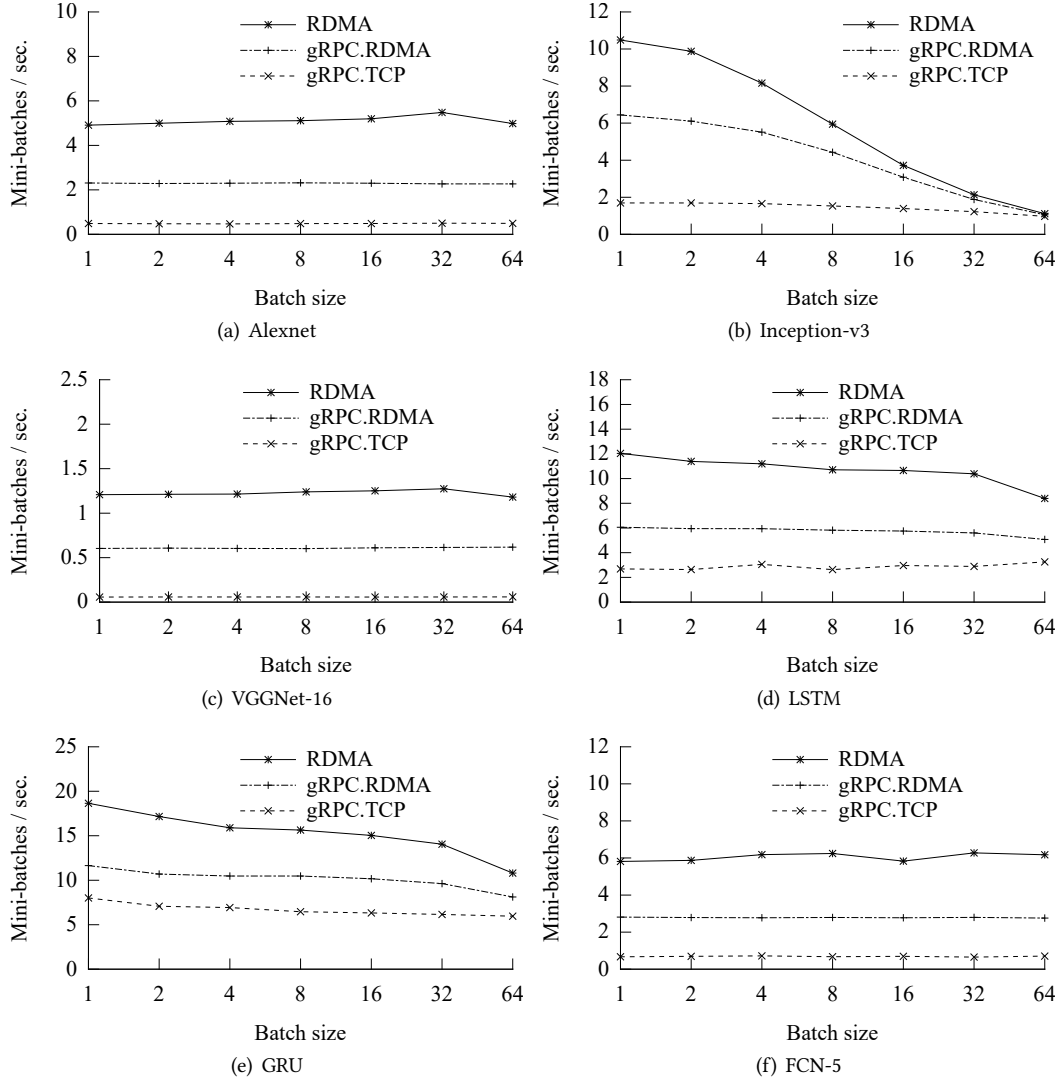 10
8
6
4
2
0
Mini-batches / sec.
RDMA
gRPC.RDMA
gRPC.TCP
1 2 4 8 16 32 64
Batch size
(a) Alexnet
12
10
8
6
4
2
0
Mini-batches / sec.
RDMA
gRPC.RDMA
gRPC.TCP
1 2 4 8 16 32 64
Batch size
(b) Inception-v3
2.5
2
1.5
1
0.5
0
Mini-batches / sec.
RDMA
gRPC.RDMA
gRPC.TCP
1 2 4 8 16 32 64
Batch size
(c) VGGNet-16
18
16
14
12
10
8
6
4
2
0
Mini-batches / sec.
RDMA
gRPC.RDMA
gRPC.TCP
1 2 4 8 16 32 64
Batch size
(d) LSTM
25
20
15
10
5
0
Mini-batches / sec.
RDMA
gRPC.RDMA
gRPC.TCP
1 2 4 8 16 32 64
Batch size
(e) GRU
12
10
8
6
4
2
0
Mini-batches / sec.
RDMA
gRPC.RDMA
gRPC.TCP
1 2 4 8 16 32 64
Batch size
(f) FCN-5